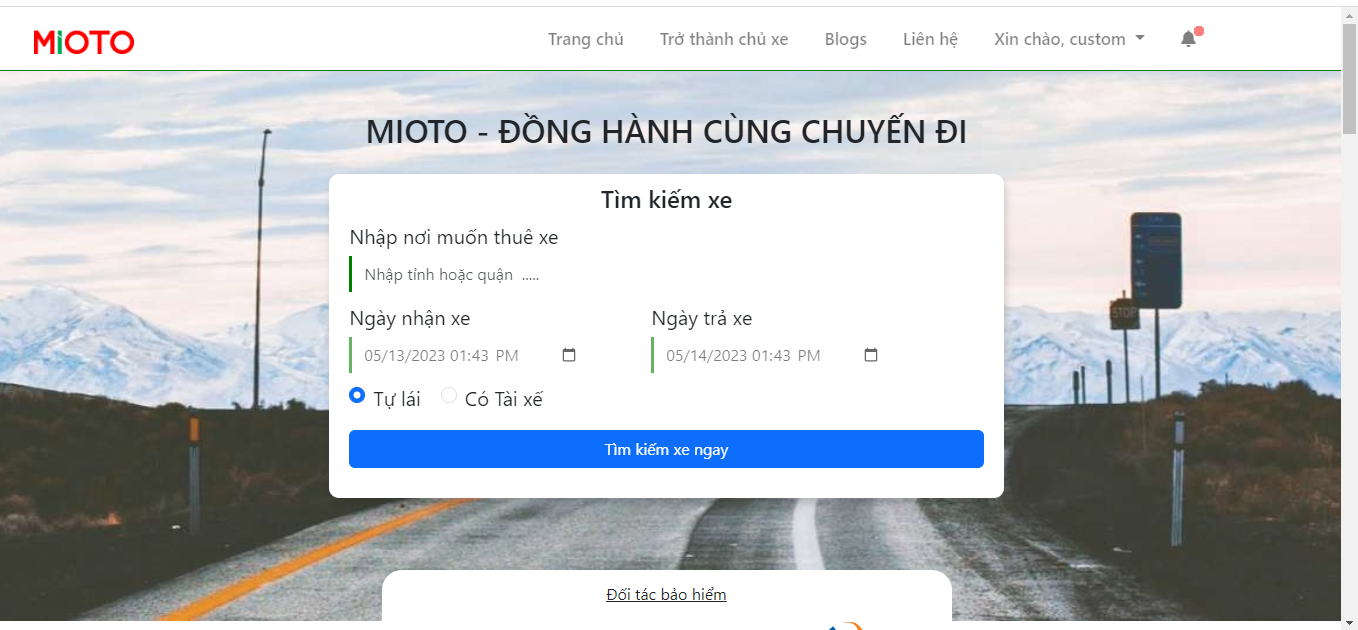 MiOTO
Trang chủ
Trở thành chủ xe
Blogs
Liên hệ
Xin chào, custom
MIOTO - ĐỒNG HÀNH CÙNG CHUYẾN ĐI
Tìm kiếm xe
Nhập nơi muốn thuê xe
Nhập tỉnh hoặc quận .....
Ngày nhận xe
Ngày trả xe
05/13/2023 01:43 PM
05/14/2023 01:43 PM
Tự lái
Có Tài xế
STOP
Tìm kiếm xe ngay
Đối tác bảo hiểm